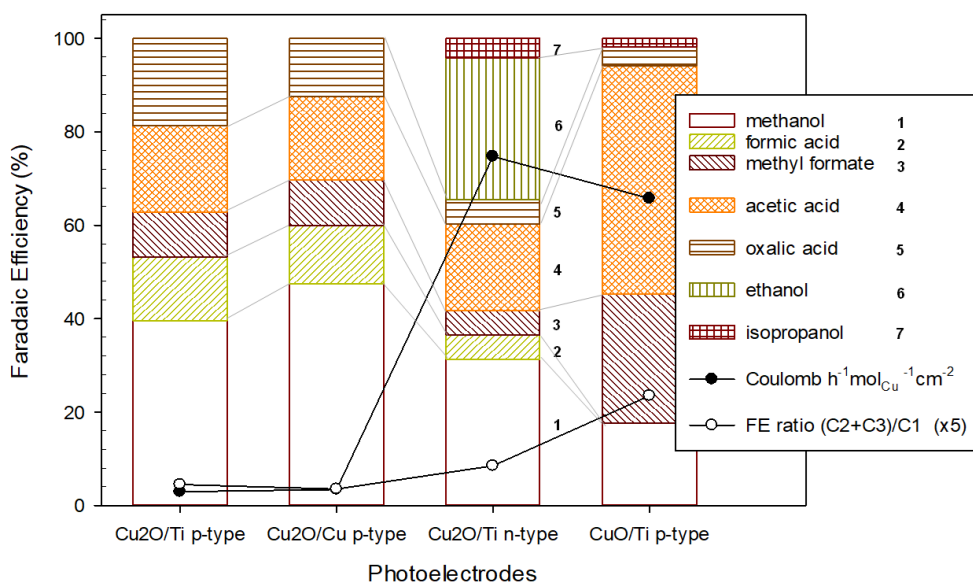 Faradaic Efficiency (%)
100
80
60
40
20
0
7
6
5
4
3
2
1
methanol 1
formic acid 2
methyl formate 3
acetic acid 4
oxalic acid 5
ethanol 6
isopropanol 7
Coulomb h⁻¹mol_Cu⁻¹cm⁻²
FE ratio (C2+C3)/C1 (x5)
Cu2O/Ti p-type Cu2O/Cu p-type Cu2O/Ti n-type CuO/Ti p-type
Photoelectrodes